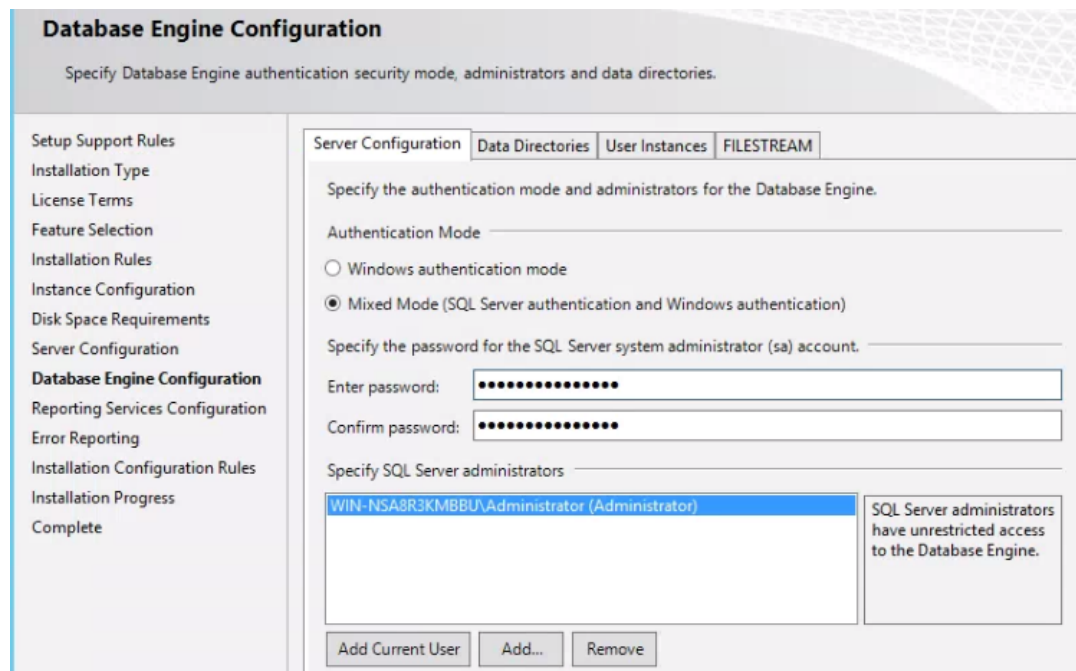 Database Engine Configuration
Specify Database Engine authentication security mode, administrators and data directories.
Setup Support Rules
Installation Type
License Terms
Feature Selection
Installation Rules
Instance Configuration
Disk Space Requirements
Server Configuration
Database Engine Configuration
Reporting Services Configuration
Error Reporting
Installation Configuration Rules
Installation Progress
Complete
Server Configuration Data Directories User Instances FILESTREAM
Specify the authentication mode and administrators for the Database Engine.
Authentication Mode
Windows authentication mode
Mixed Mode (SQL Server authentication and Windows authentication)
Specify the password for the SQL Server system administrator (sa) account.
Enter password: ●●●●●●●●●●●●●●●
Confirm password: ●●●●●●●●●●●●●●●
Specify SQL Server administrators
WIN-NSA8R3KMBBU\Administrator (Administrator)
SQL Server administrators
have unrestricted access
to the Database Engine.
Add Current User Add... Remove